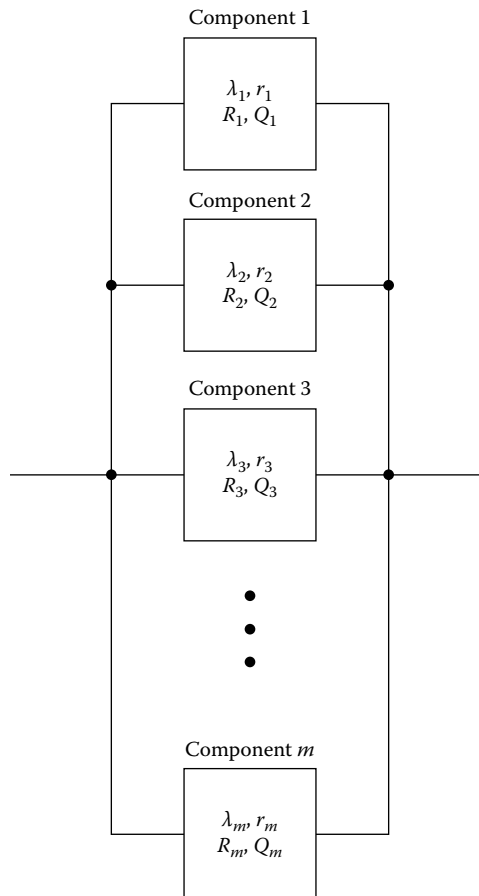 Component 1
λ₁, r₁
R₁, Q₁
Component 2
λ₂, r₂
R₂, Q₂
Component 3
λ₃, r₃
R₃, Q₃
Component m
λₘ, rₘ
Rₘ, Qₘ